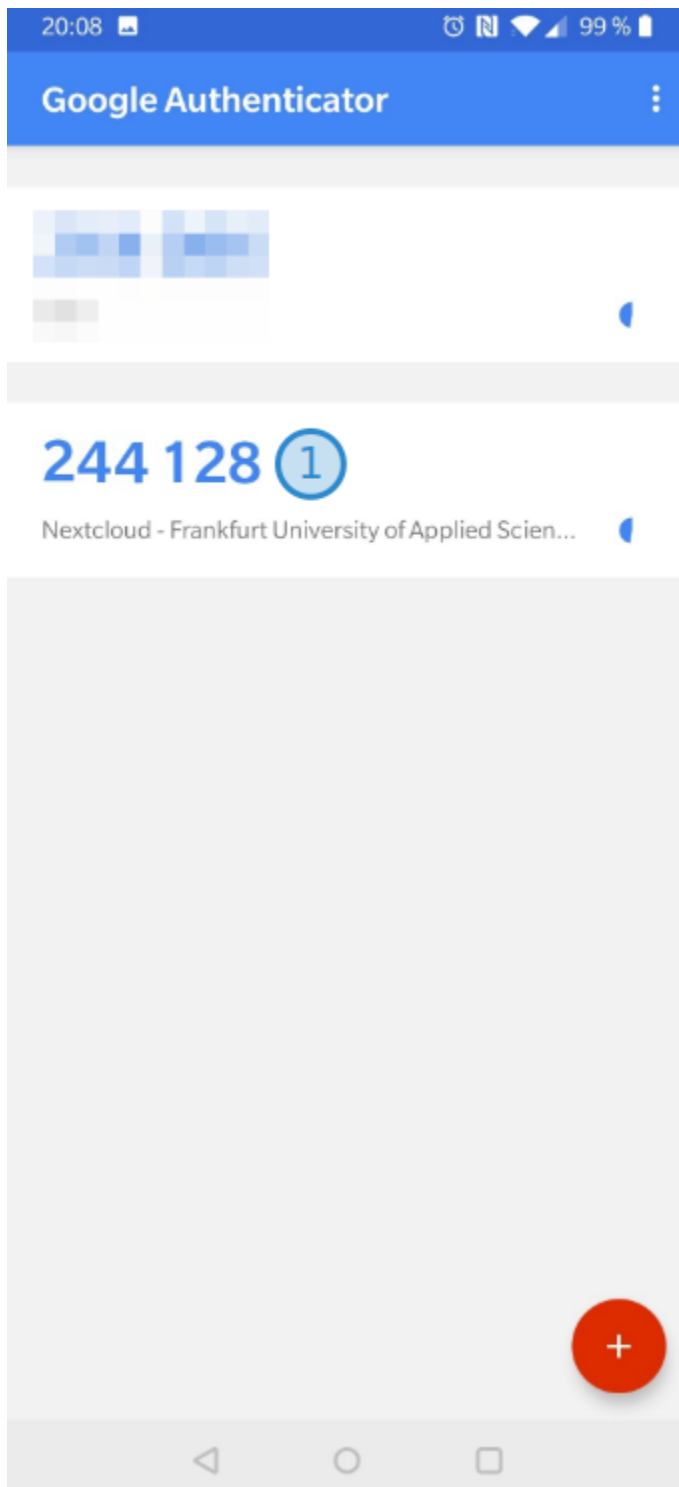 20:08 99 %
Google Authenticator
244 128 1
Nextcloud - Frankfurt University of Applied Scien...
+